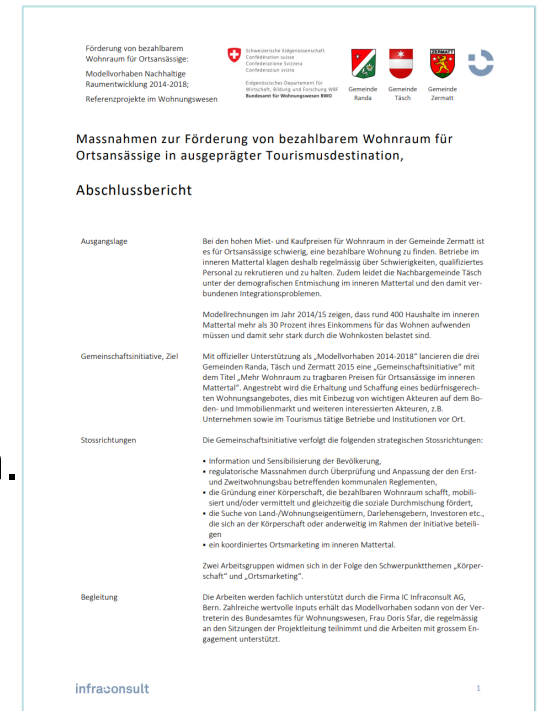 Förderung von bezahlbarem
Wohnraum für Ortsansässige:
Modellvorhaben Nachhaltige
Raumentwicklung 2014-2018;
Referenzprojekte im Wohnungswesen
Schweizerische Eidgenossenschaft
Confédération suisse
Confederazione Svizzera
Confederaziun svizra
Eidgenössisches Departement für
Wirtschaft, Bildung und Forschung WBF
Bundesamt für Wohnungswesen BWO
Gemeinde
Randa
Gemeinde
Täsch
ZERMATT
Gemeinde
Zermatt
Massnahmen zur Förderung von bezahlbarem Wohnraum für
Ortsansässige in ausgeprägter Tourismusdestination,
Abschlussbericht
Ausgangslage
Bei den hohen Miet- und Kaufpreisen für Wohnraum in der Gemeinde Zermatt ist
es für Ortsansässige schwierig, eine bezahlbare Wohnung zu finden. Betriebe im
inneren Mattertal klagen deshalb regelmässig über Schwierigkeiten, qualifiziertes
Personal zu rekrutieren und zu halten. Zudem leidet die Nachbargemeinde Täsch
unter der demografischen Entmischung im inneren Mattertal und den damit ver-
bundenen Integrationsproblemen.
Modellrechnungen im Jahr 2014/15 zeigen, dass rund 400 Haushalte im inneren
Mattertal mehr als 30 Prozent ihres Einkommens für das Wohnen aufwenden
müssen und damit sehr stark durch die Wohnkosten belastet sind.
Gemeinschaftsinitiative, Ziel
Mit offizieller Unterstützung als „Modellvorhaben 2014-2018“ lancieren die drei
Gemeinden Randa, Täsch und Zermatt 2015 eine „Gemeinschaftsinitiative“ mit
dem Titel „Mehr Wohnraum zu tragbaren Preisen für Ortsansässige im inneren
Mattertal“. Angestrebt wird die Erhaltung und Schaffung eines bedürfnisgerech-
ten Wohnungsangebotes, dies mit Einbezug von wichtigen Akteuren auf dem Bo-
den- und Immobilienmarkt und weiteren interessierten Akteuren, z.B.
Unternehmen sowie im Tourismus tätige Betriebe und Institutionen vor Ort.
Stossrichtungen
Die Gemeinschaftsinitiative verfolgt die folgenden strategischen Stossrichtungen:
• Information und Sensibilisierung der Bevölkerung,
• regulatorische Massnahmen durch Überprüfung und Anpassung der den Erst-
und Zweitwohnungsbau betreffenden kommunalen Reglementen,
• die Gründung einer Körperschaft, die bezahlbaren Wohnraum schafft, mobili-
siert und/oder vermittelt und gleichzeitig die soziale Durchmischung fördert,
• die Suche von Land-/Wohnungseigentümern, Darlehensgebern, Investoren etc.,
die sich an der Körperschaft oder anderweitig im Rahmen der Initiative beteili-
gen
• ein koordiniertes Ortsmarketing im inneren Mattertal.
Zwei Arbeitsgruppen widmen sich in der Folge den Schwerpunktthemen „Körper-
schaft“ und „Ortsmarketing“.
Begleitung
Die Arbeiten werden fachlich unterstützt durch die Firma IC Infraconsult AG,
Bern. Zahlreiche wertvolle Inputs erhält das Modellvorhaben sodann von der Ver-
treterin des Bundesamtes für Wohnungswesen, Frau Doris Sfar, die regelmässig
an den Sitzungen der Projektleitung teilnimmt und die Arbeiten mit grossem En-
gagement unterstützt.
infraconsult
1